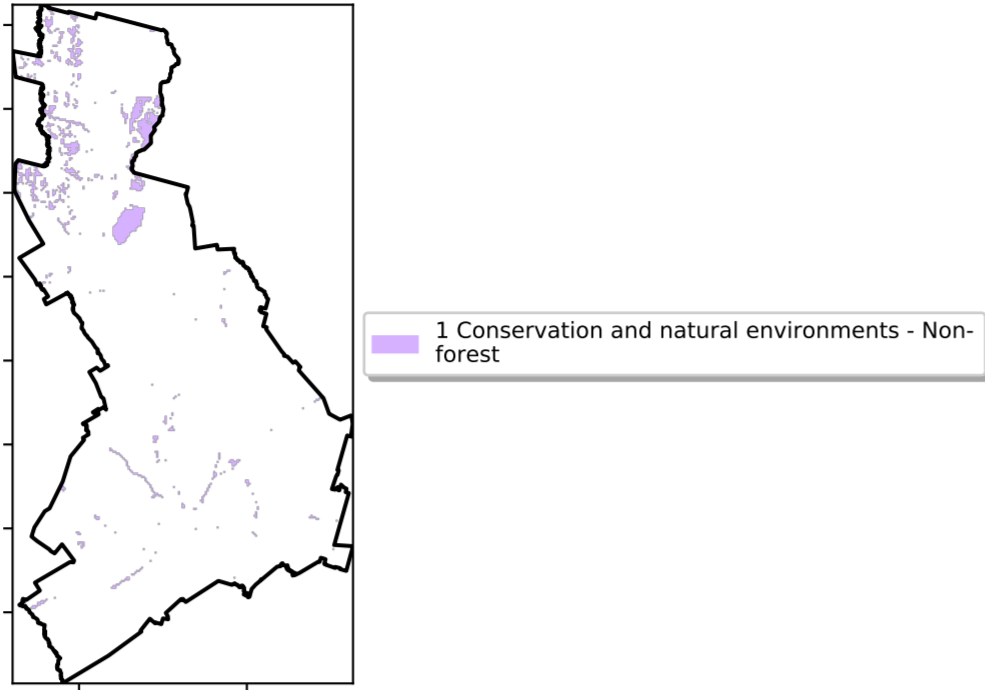 1 Conservation and natural environments - Non-
forest